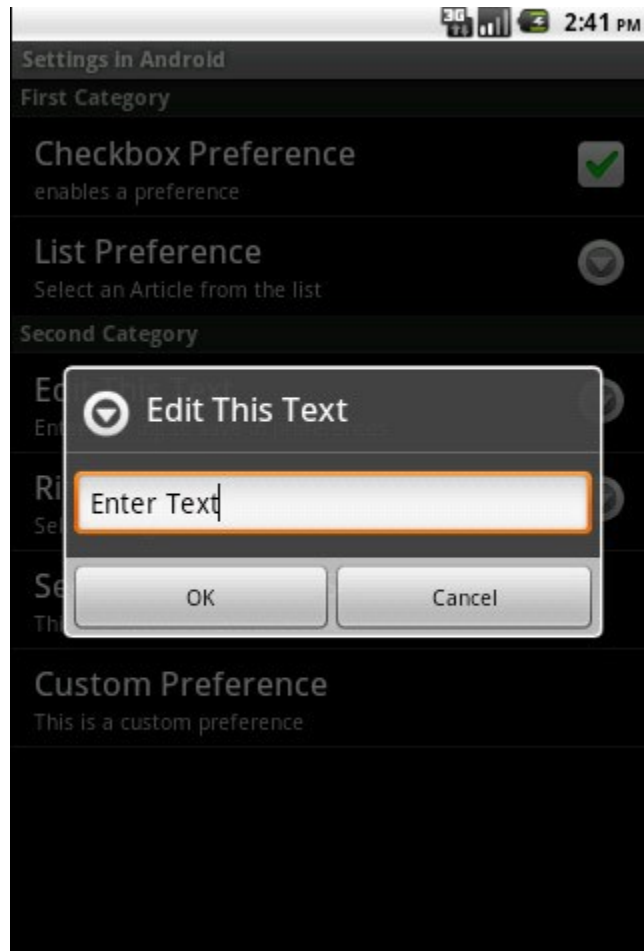 3G 2:41 PM
Settings in Android
First Category
Checkbox Preference
enables a preference
List Preference
Select an Article from the list
Second Category
Edit This Text
Enter Text
OK
Cancel
Custom Preference
This is a custom preference